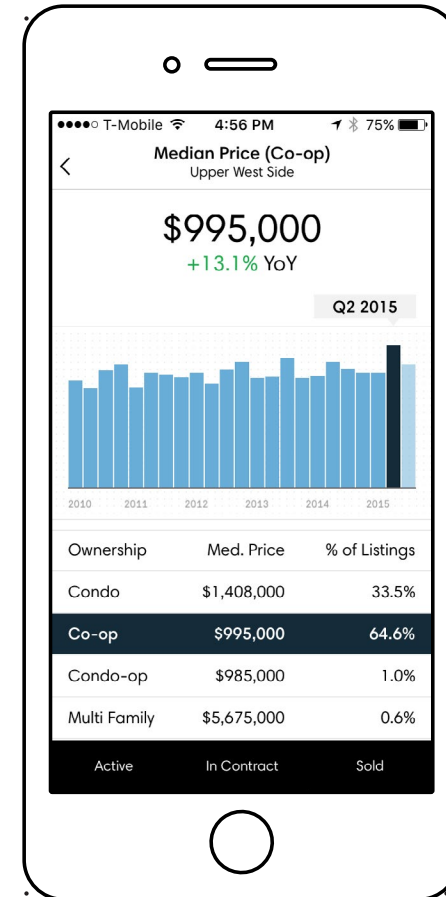 T-Mobile 4:56 PM 75%
Median Price (Co-op)
Upper West Side
$995,000
+13.1% YoY
Q2 2015
2010 2011 2012 2013 2014 2015
Ownership Med. Price % of Listings
Condo $1,408,000 33.5%
Co-op $995,000 64.6%
Condo-op $985,000 1.0%
Multi Family $5,675,000 0.6%
Active In Contract Sold